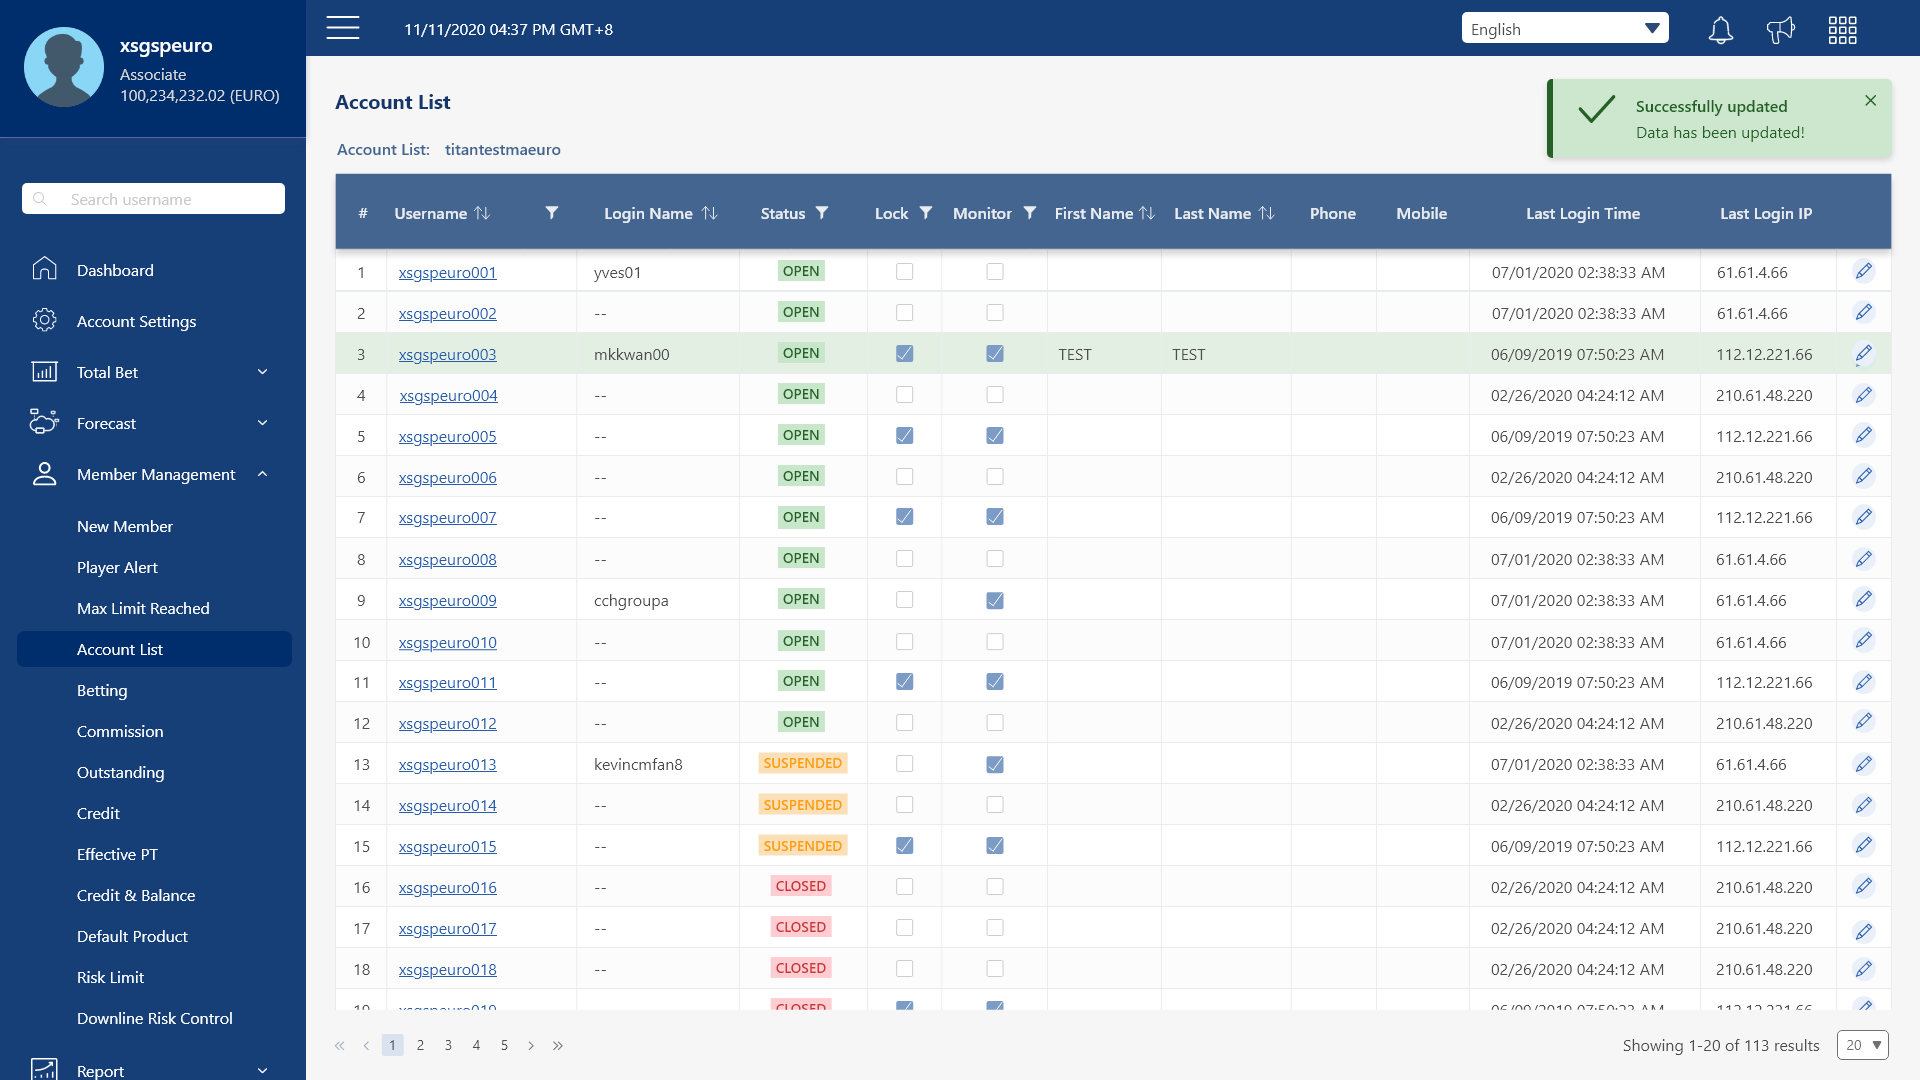 xsgspeuro
Associate
100,234,232.02 (EURO)
11/11/2020 04:37 PM GMT+8
English
Search username
Dashboard
Account Settings
Total Bet
Forecast
Member Management
New Member
Player Alert
Max Limit Reached
Account List
Betting
Commission
Outstanding
Credit
Effective PT
Credit & Balance
Default Product
Risk Limit
Downline Risk Control
Report
Account List
Successfully updated
Data has been updated!
Account List: titantestmaeuro
# Username Login Name Status Lock Monitor First Name Last Name Phone Mobile Last Login Time Last Login IP
1 xsgspeuro001 yves01 OPEN 07/01/2020 02:38:33 AM 61.61.4.66
2 xsgspeuro002 -- OPEN 07/01/2020 02:38:33 AM 61.61.4.66
3 xsgspeuro003 mkkwan00 OPEN TEST TEST 06/09/2019 07:50:23 AM 112.12.221.66
4 xsgspeuro004 -- OPEN 02/26/2020 04:24:12 AM 210.61.48.220
5 xsgspeuro005 -- OPEN 06/09/2019 07:50:23 AM 112.12.221.66
6 xsgspeuro006 -- OPEN 02/26/2020 04:24:12 AM 210.61.48.220
7 xsgspeuro007 -- OPEN 06/09/2019 07:50:23 AM 112.12.221.66
8 xsgspeuro008 -- OPEN 07/01/2020 02:38:33 AM 61.61.4.66
9 xsgspeuro009 cchgroupa OPEN 07/01/2020 02:38:33 AM 61.61.4.66
10 xsgspeuro010 -- OPEN 07/01/2020 02:38:33 AM 61.61.4.66
11 xsgspeuro011 -- OPEN 06/09/2019 07:50:23 AM 112.12.221.66
12 xsgspeuro012 -- OPEN 02/26/2020 04:24:12 AM 210.61.48.220
13 xsgspeuro013 kevincmfan8 SUSPENDED 07/01/2020 02:38:33 AM 61.61.4.66
14 xsgspeuro014 -- SUSPENDED 02/26/2020 04:24:12 AM 210.61.48.220
15 xsgspeuro015 -- SUSPENDED 06/09/2019 07:50:23 AM 112.12.221.66
16 xsgspeuro016 -- CLOSED 02/26/2020 04:24:12 AM 210.61.48.220
17 xsgspeuro017 -- CLOSED 02/26/2020 04:24:12 AM 210.61.48.220
18 xsgspeuro018 -- CLOSED 02/26/2020 04:24:12 AM 210.61.48.220
19 xsgspeuro019 CLOSED 06/09/2019 07:50:23 AM 112.12.221.66
« ‹ 1 2 3 4 5 › »
Showing 1-20 of 113 results 20